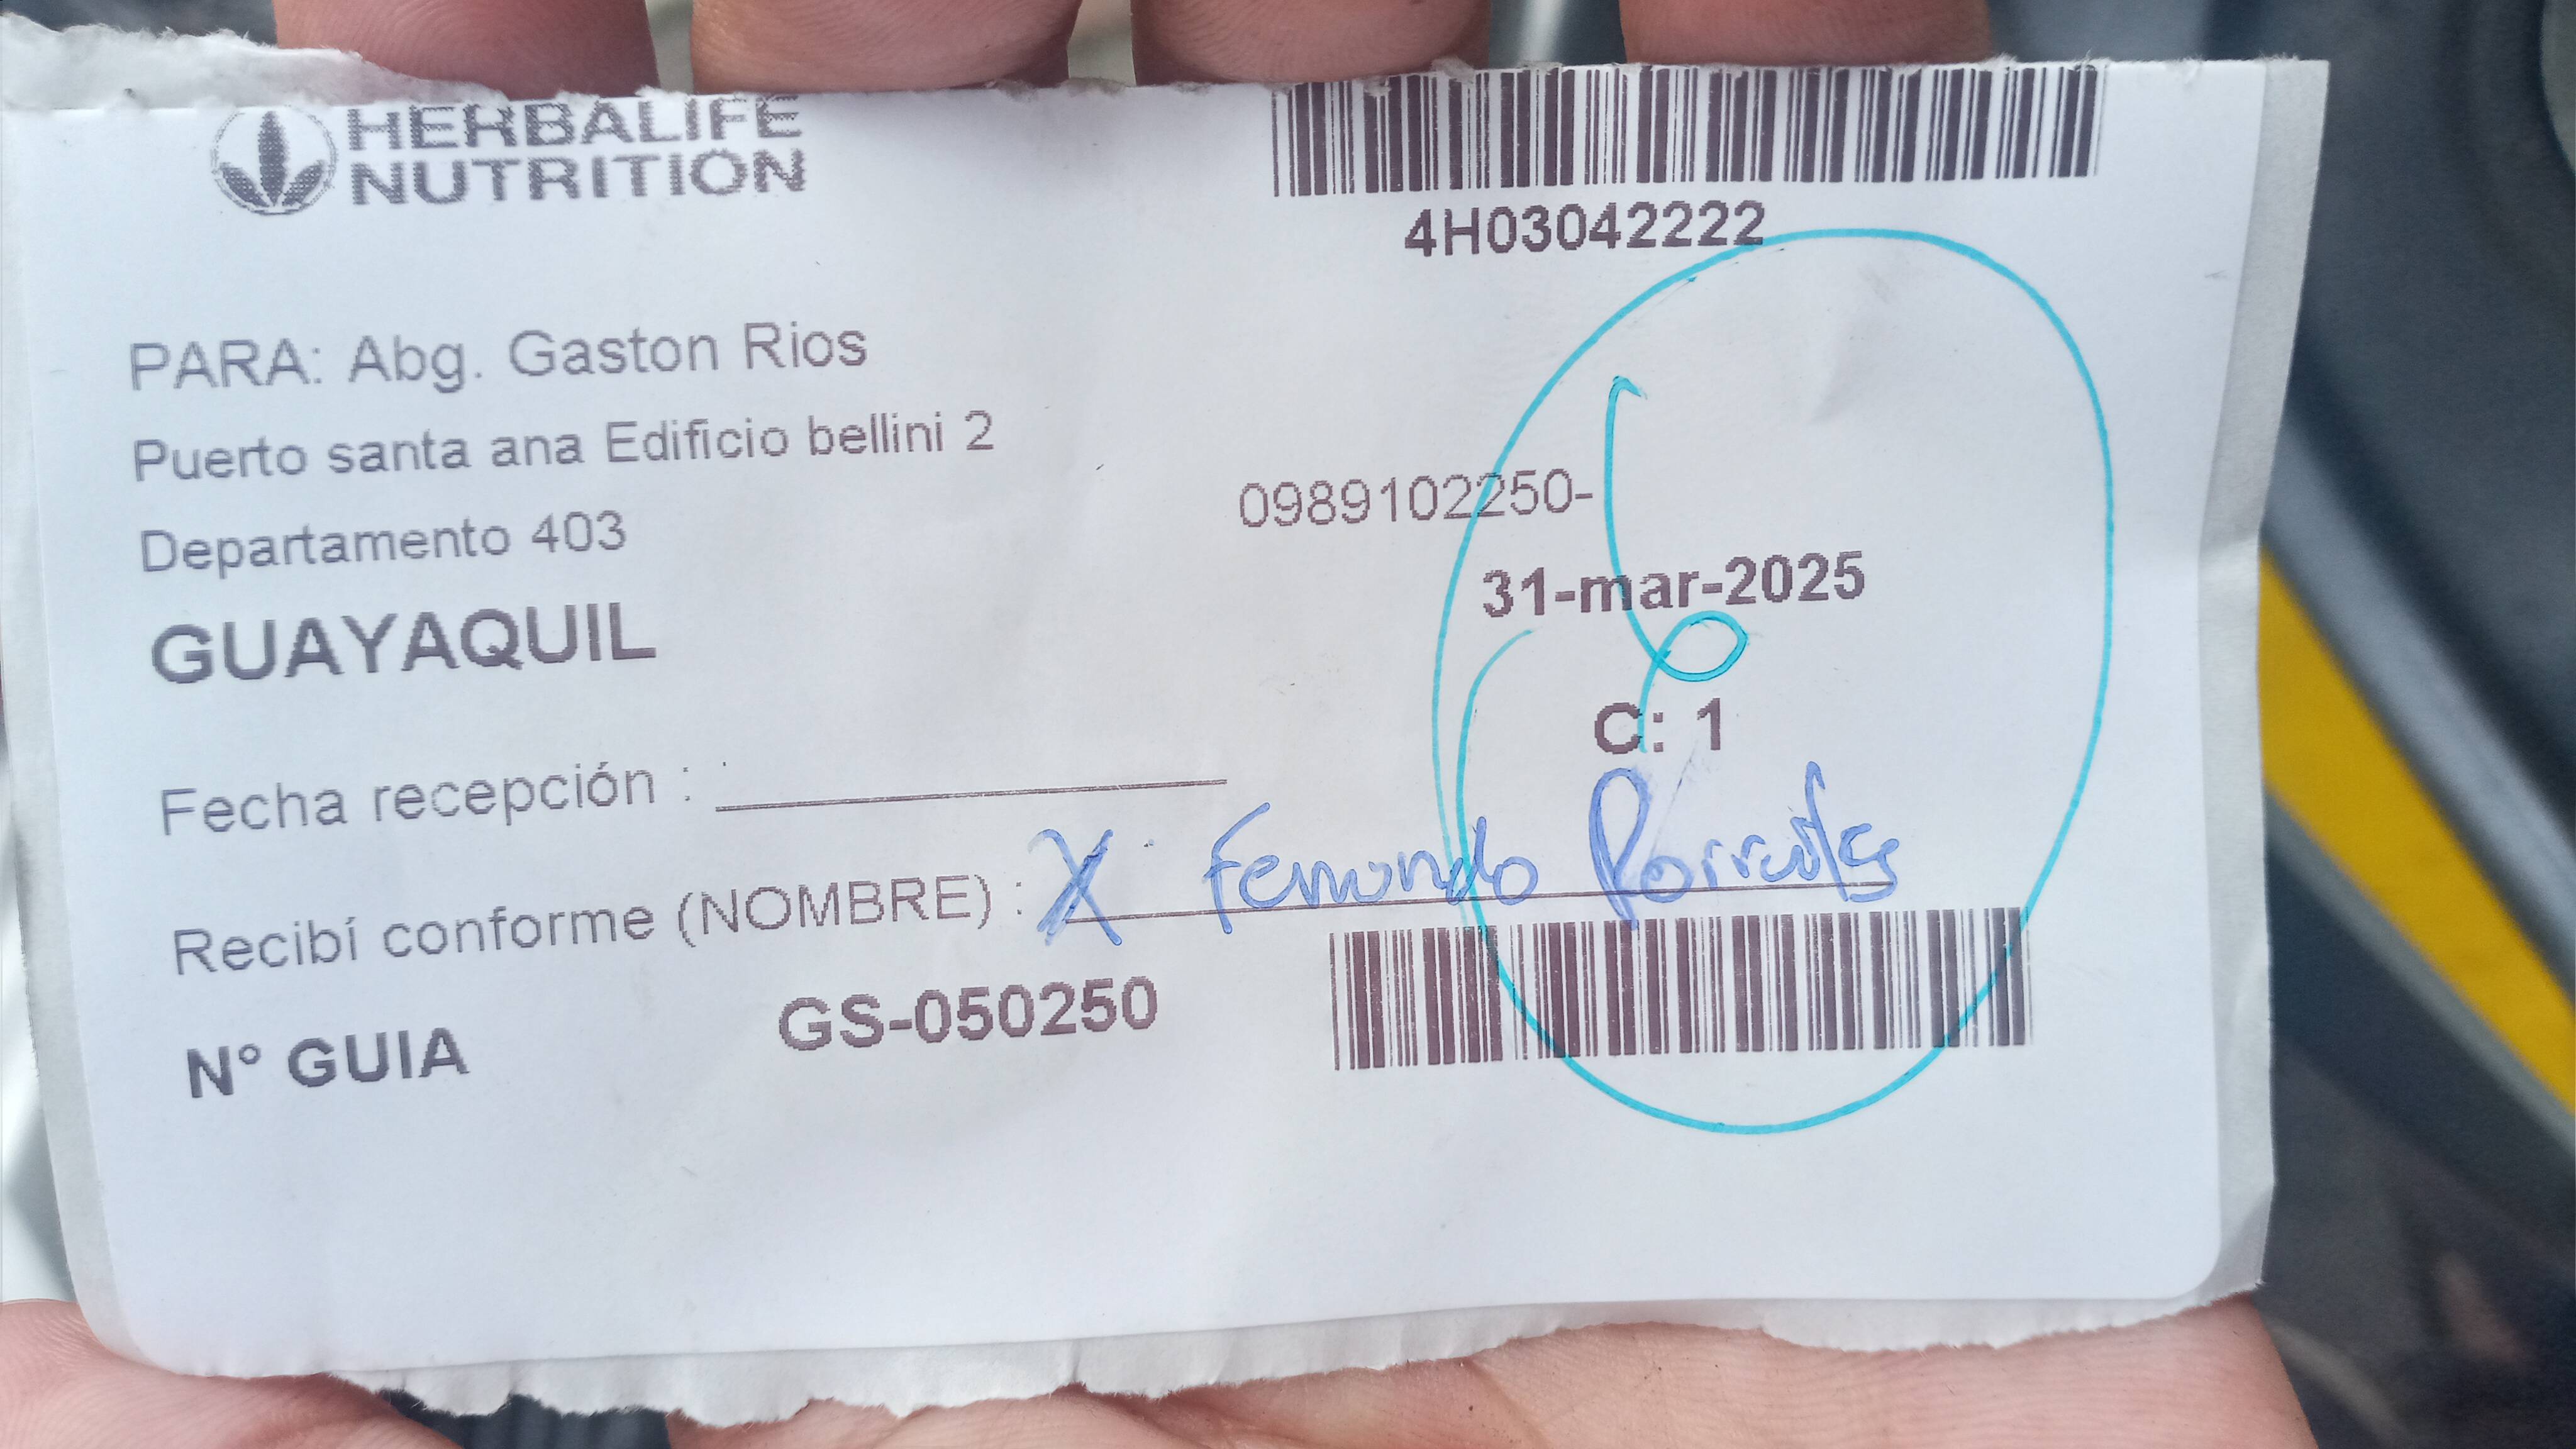 HERBALIFE
NUTRITION
4H03042222
PARA: Abg. Gaston Rios
Puerto santa ana Edificio bellini 2
0989102250-
Departamento 403
31-mar-2025
GUAYAQUIL
C: 1
Fecha recepción :
Recibí conforme (NOMBRE) : X Fernando
N° GUIA GS-050250